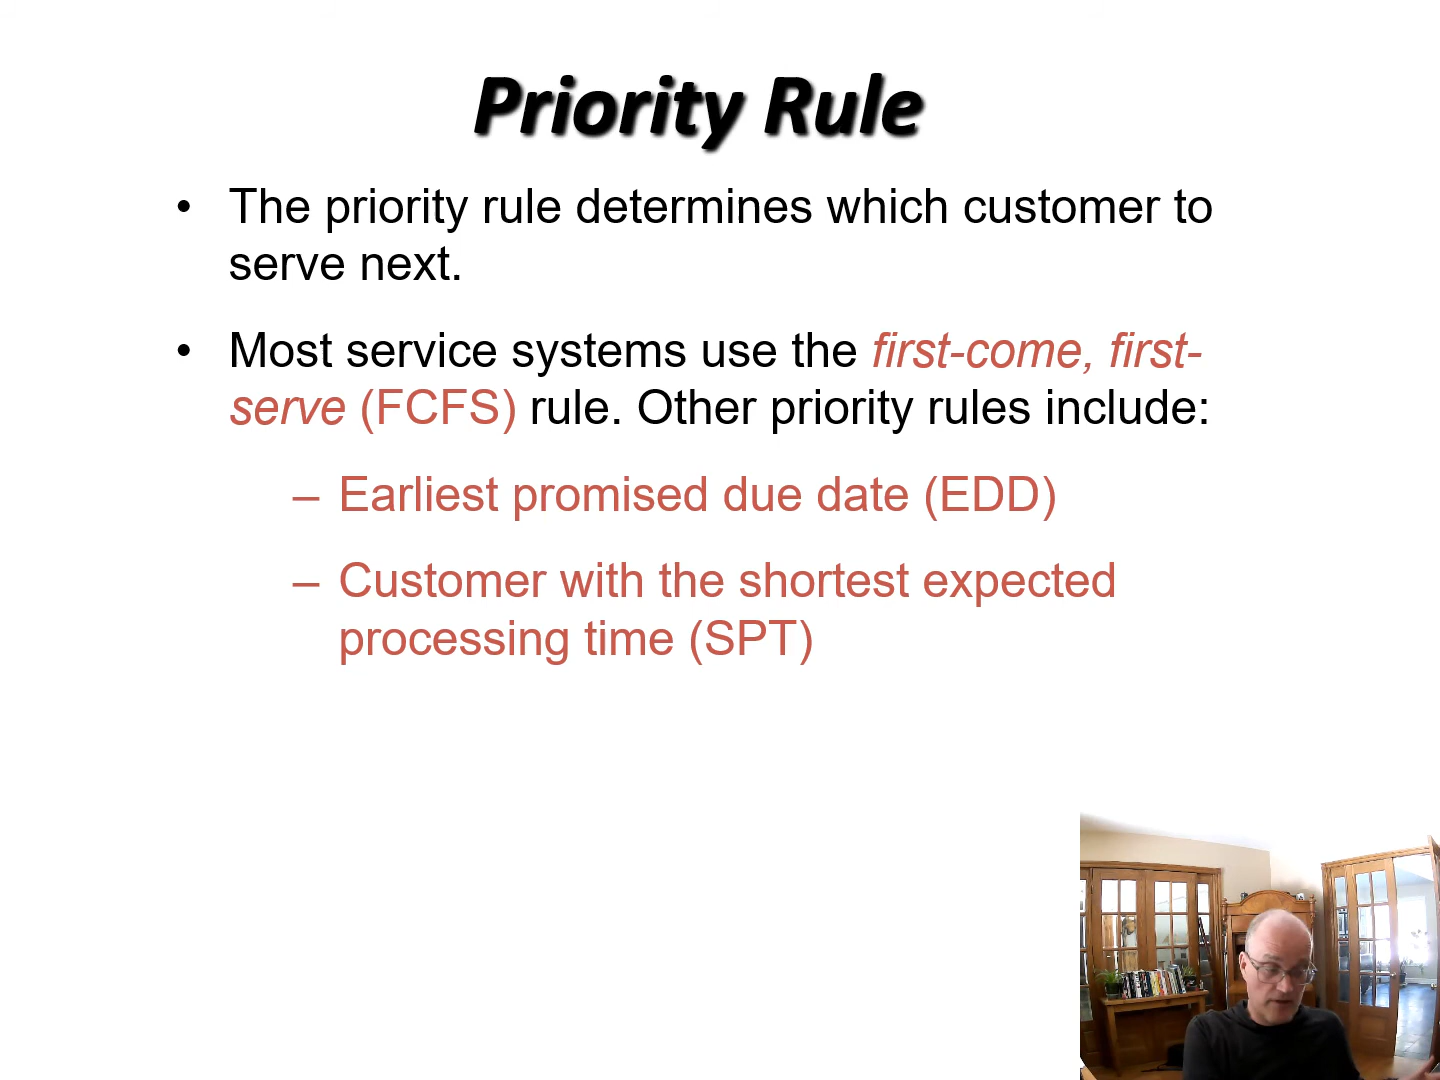 Priority Rule
• The priority rule determines which customer to
serve next.
• Most service systems use the first-come, first-
serve (FCFS) rule. Other priority rules include:
– Earliest promised due date (EDD)
– Customer with the shortest expected
processing time (SPT)